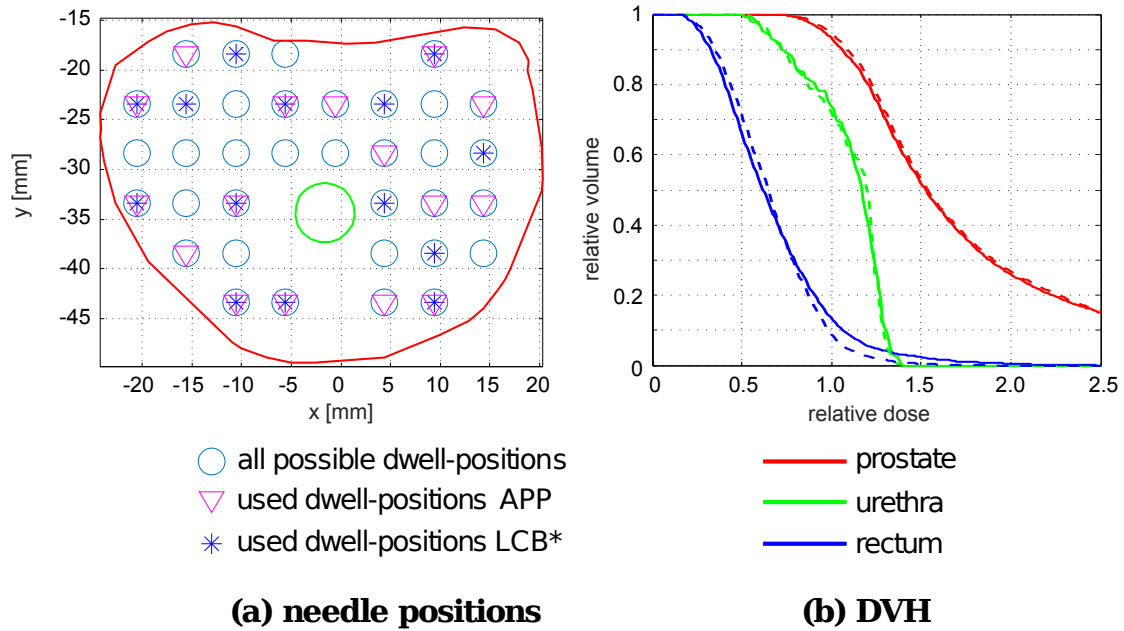 -15
-20
-25
-30
-35
-40
-45
y [mm]
-20 -15 -10 -5 0 5 10 15 20
x [mm]
1
0.8
0.6
0.4
0.2
0
relative volume
0 0.5 1.0 1.5 2.0 2.5
relative dose
all possible dwell-positions
used dwell-positions APP
used dwell-positions LCB*
prostate
urethra
rectum
(a) needle positions
(b) DVH